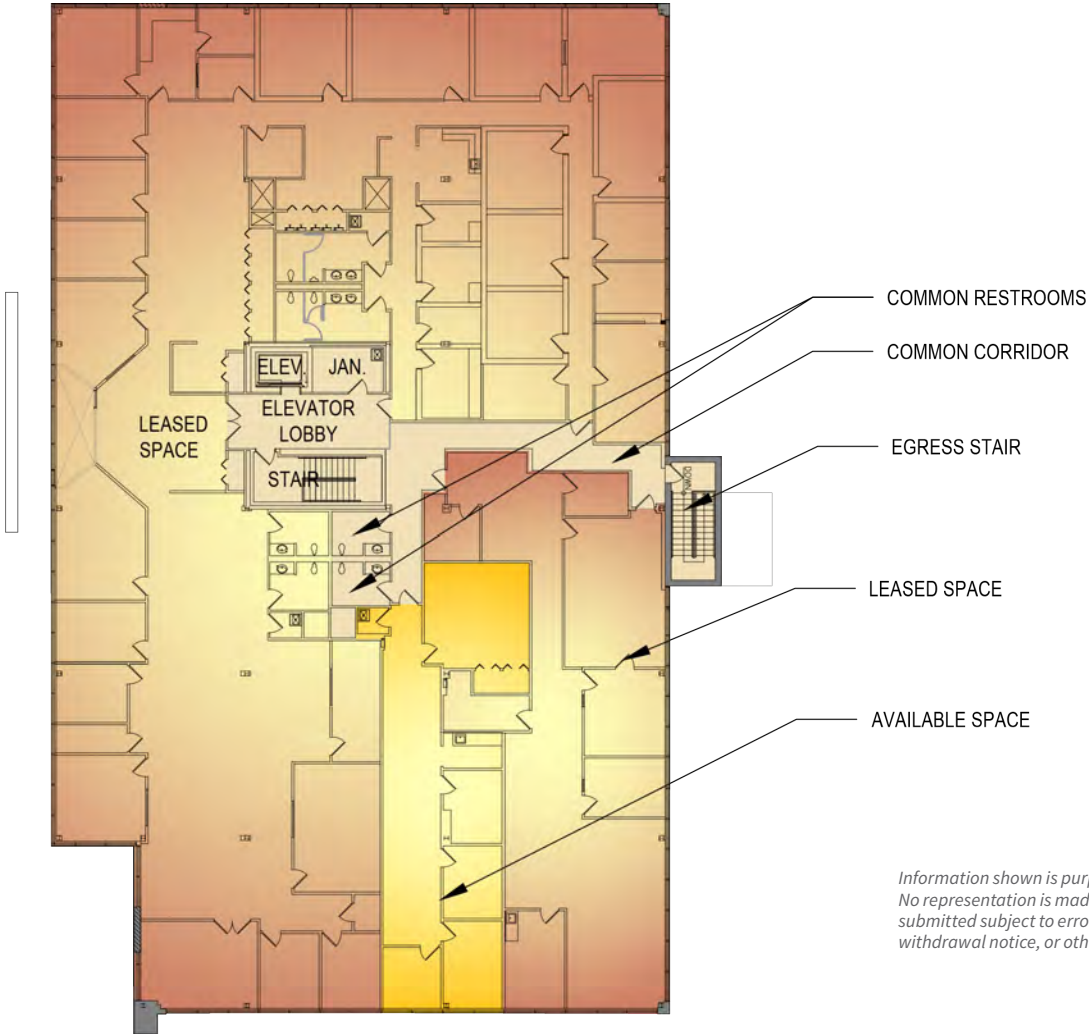 COMMON RESTROOMS
COMMON CORRIDOR
ELEV.
JAN.
ELEVATOR
LOBBY
LEASED
SPACE
EGRESS STAIR
STAIR
DOWN
LEASED SPACE
AVAILABLE SPACE
Information shown is pur
No representation is mad
submitted subject to erro
withdrawal notice, or oth